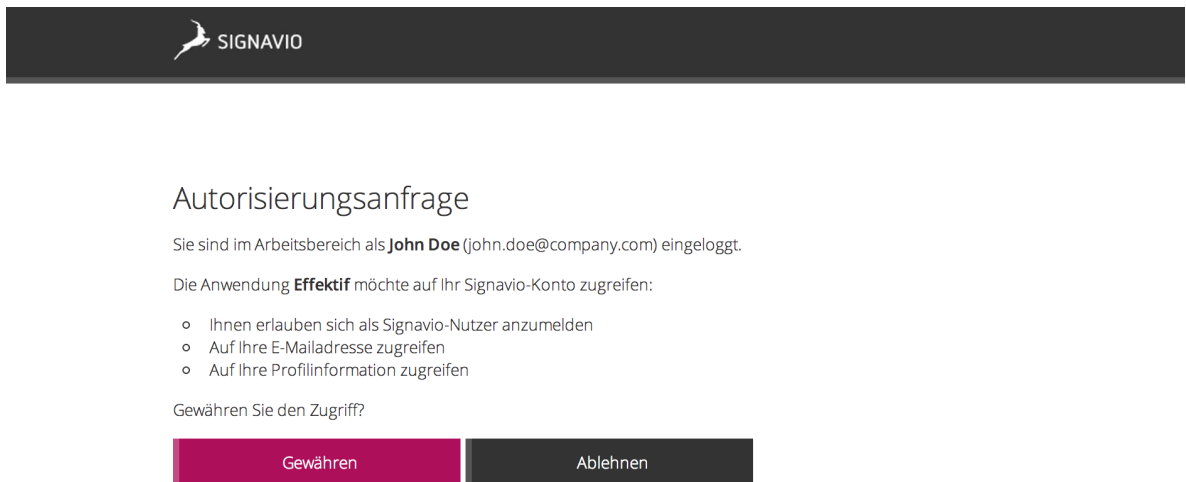 SIGNAVIO
Autorisierungsanfrage
Sie sind im Arbeitsbereich als John Doe (john.doe@company.com) eingeloggt.
Die Anwendung Effektif möchte auf Ihr Signavio-Konto zugreifen:
Ihnen erlauben sich als Signavio-Nutzer anzumelden
Auf Ihre E-Mailadresse zugreifen
Auf Ihre Profilinformation zugreifen
Gewähren Sie den Zugriff?
Gewähren Ablehnen